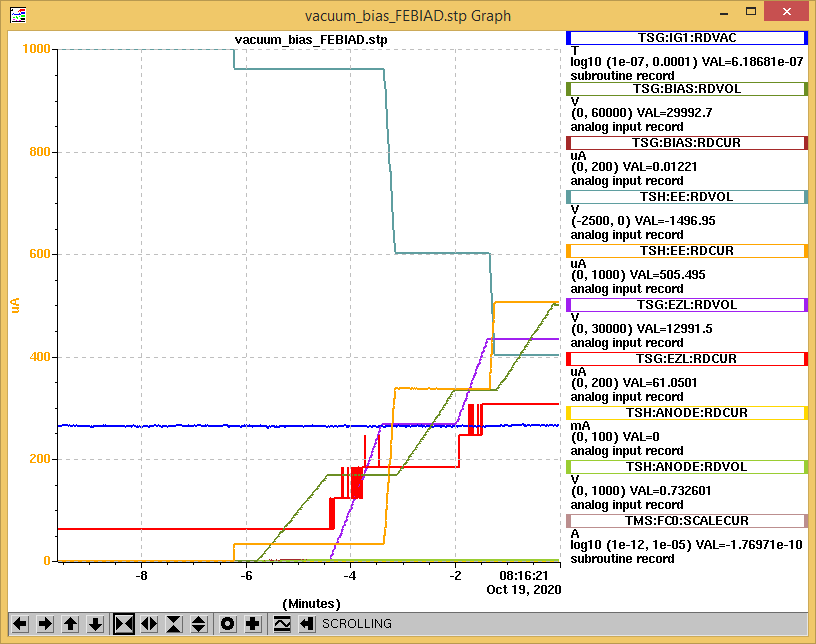 vacuum_bias_FEBIAD.stp Graph
vacuum_bias_FEBIAD.stp
1000
800
600
400
200
0
uA
-8
-6
-4
-2
08:16:21
Oct 19, 2020
(Minutes)
TSG:IG1:RDVAC
T
log10 (1e-07, 0.0001) VAL=6.18681e-07
subroutine record
TSG:BIAS:RDVOL
V
(0, 60000) VAL=29992.7
analog input record
TSG:BIAS:RDCUR
uA
(0, 200) VAL=0.01221
analog input record
TSH:EE:RDVOL
V
(-2500, 0) VAL=-1496.95
analog input record
TSH:EE:RDCUR
uA
(0, 1000) VAL=505.495
analog input record
TSG:EZL:RDVOL
V
(0, 30000) VAL=12991.5
analog input record
TSG:EZL:RDCUR
uA
(0, 200) VAL=61.0501
analog input record
TSH:ANODE:RDCUR
mA
(0, 100) VAL=0
analog input record
TSH:ANODE:RDVOL
V
(0, 1000) VAL=0.732601
analog input record
TMS:FC0:SCALECUR
A
log10 (1e-12, 1e-05) VAL=-1.76971e-10
subroutine record
SCROLLING